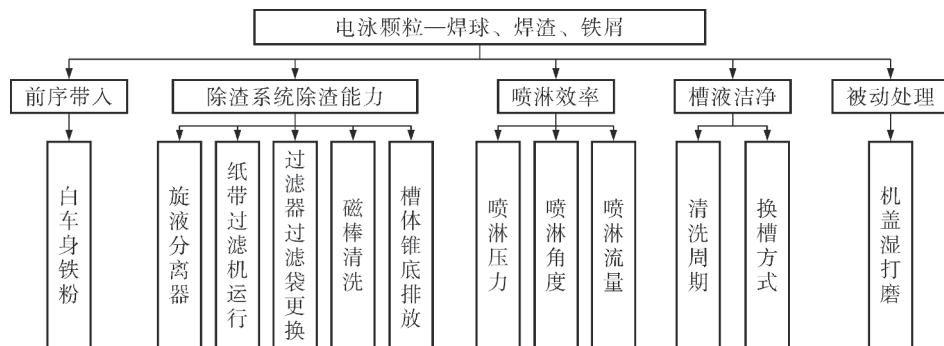 电泳颗粒—焊球、焊渣、铁屑
前序带入
除渣系统除渣能力
喷淋效率
槽液洁净
被动处理
白车身铁粉
旋液分离器
纸带过滤机运行
过滤器过滤袋更换
磁棒清洗
槽体锥底排放
喷淋压力
喷淋角度
喷淋流量
清洗周期
换槽方式
机盖湿打磨